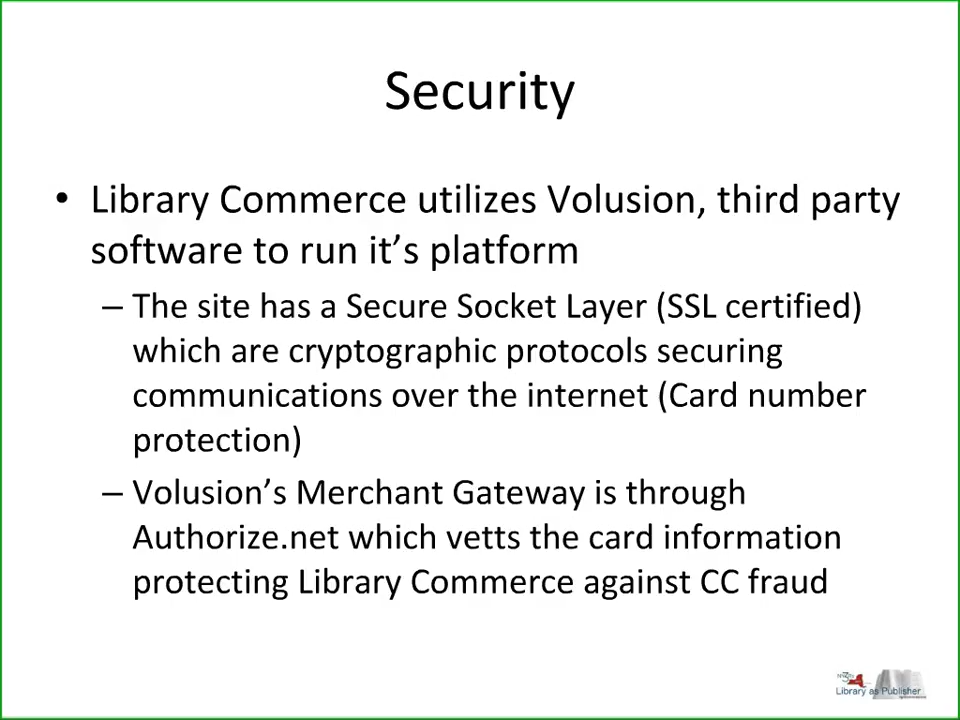 Security
• Library Commerce utilizes Volusion, third party
software to run it’s platform
– The site has a Secure Socket Layer (SSL certified)
which are cryptographic protocols securing
communications over the internet (Card number
protection)
– Volusion’s Merchant Gateway is through
Authorize.net which vetts the card information
protecting Library Commerce against CC fraud
Library as Publisher